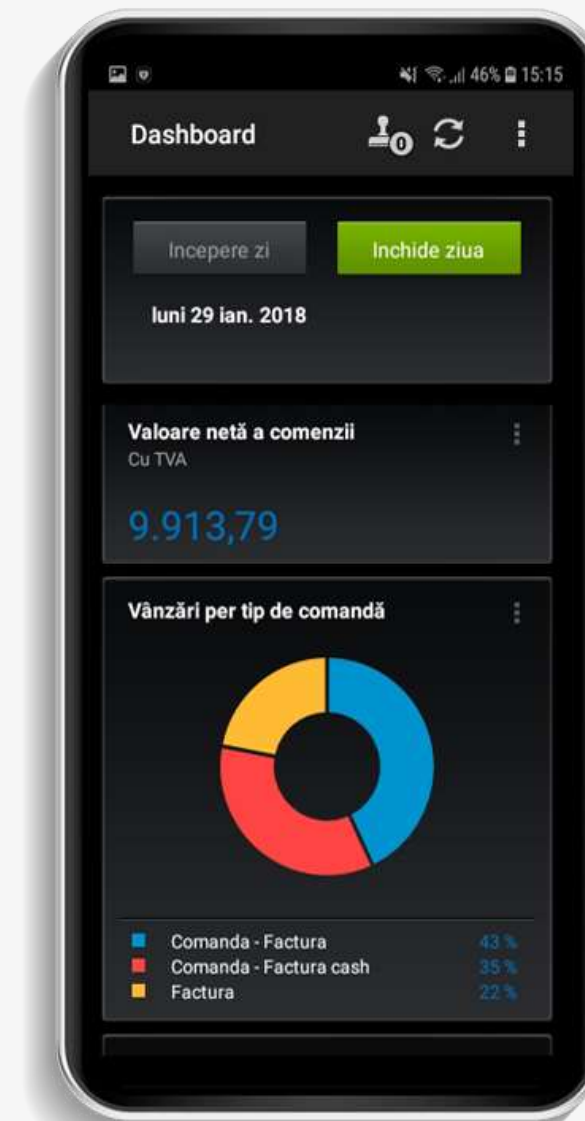 46% 15:15
Dashboard
0
Incepere zi
Inchide ziua
luni 29 ian. 2018
Valoare netă a comenzii
Cu TVA
9.913,79
Vânzări per tip de comandă
Comanda - Factura 43 %
Comanda - Factura cash 35 %
Factura 22 %